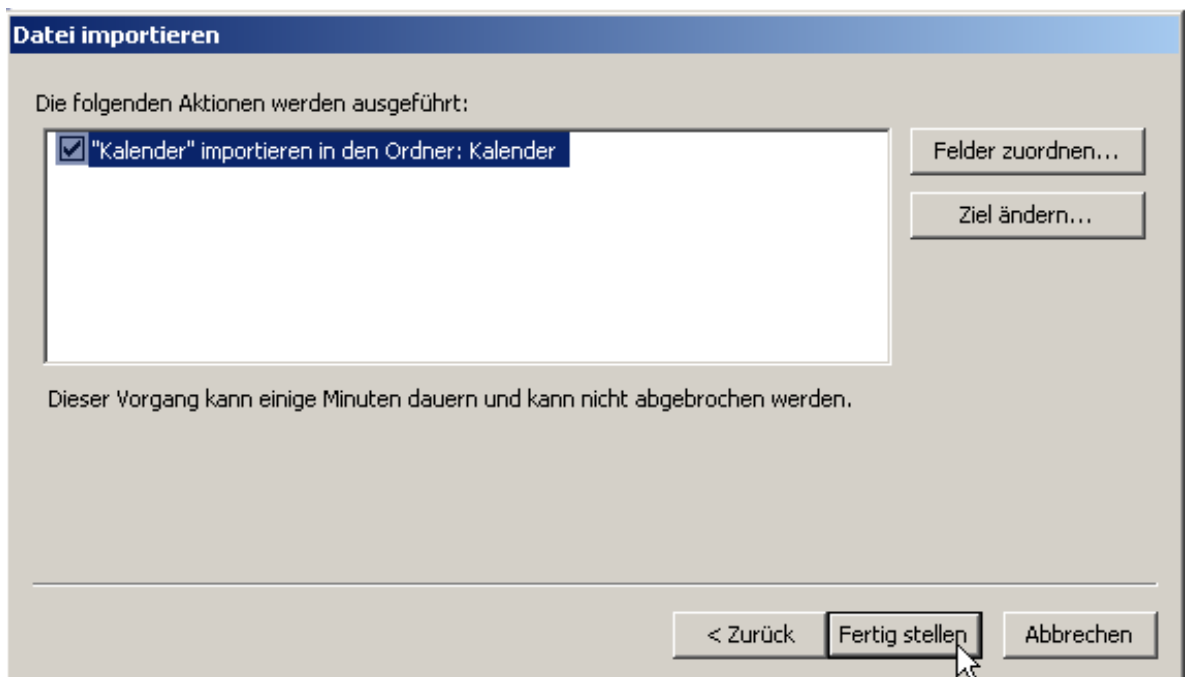 Datei importieren
Die folgenden Aktionen werden ausgeführt:
"Kalender" importieren in den Ordner: Kalender
Felder zuordnen...
Ziel ändern...
Dieser Vorgang kann einige Minuten dauern und kann nicht abgebrochen werden.
< Zurück
Fertig stellen
Abbrechen